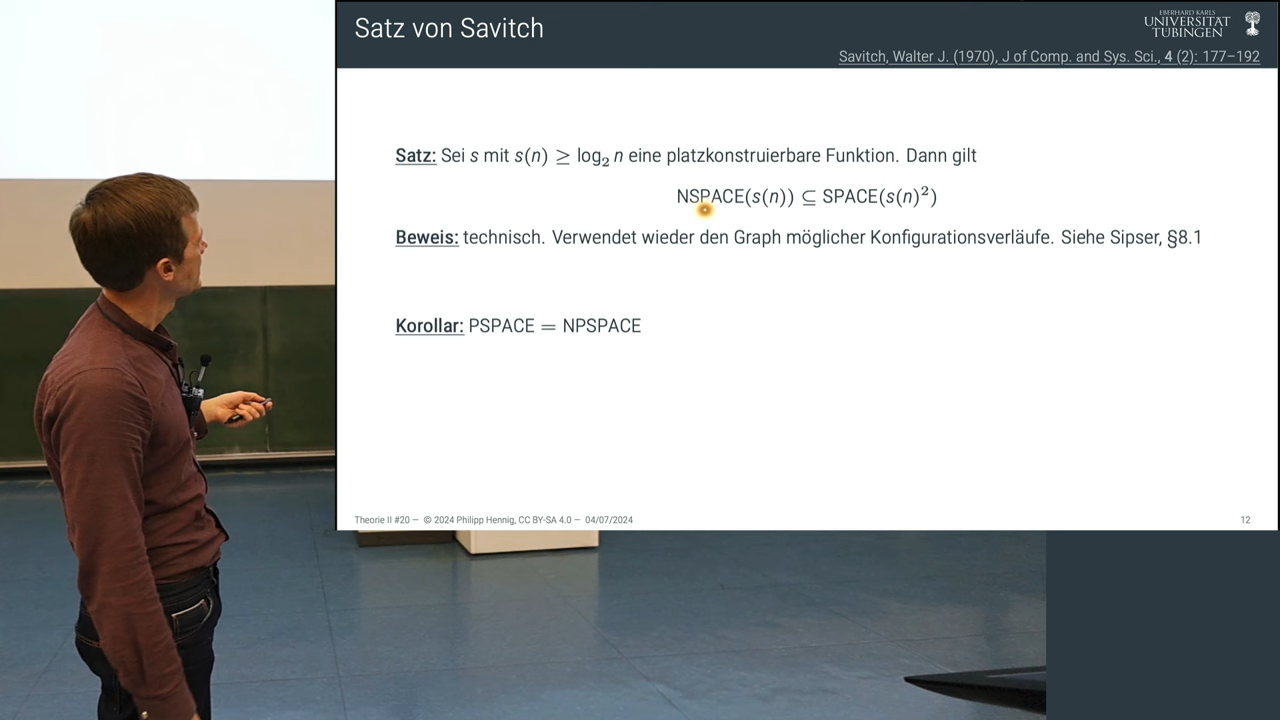 Satz von Savitch
EBERHARD KARLS
UNIVERSITAT
TUBINGEN
Savitch, Walter J. (1970), J of Comp. and Sys. Sci., 4 (2): 177–192
Satz: Sei s mit s(n) ≥ log₂ n eine platzkonstruierbare Funktion. Dann gilt
NSPACE(s(n)) ⊆ SPACE(s(n)²)
Beweis: technisch. Verwendet wieder den Graph möglicher Konfigurationsverläufe. Siehe Sipser, §8.1
Korollar: PSPACE = NPSPACE
Theorie II #20 — © 2024 Philipp Hennig, CC BY-SA 4.0 — 04/07/2024
12